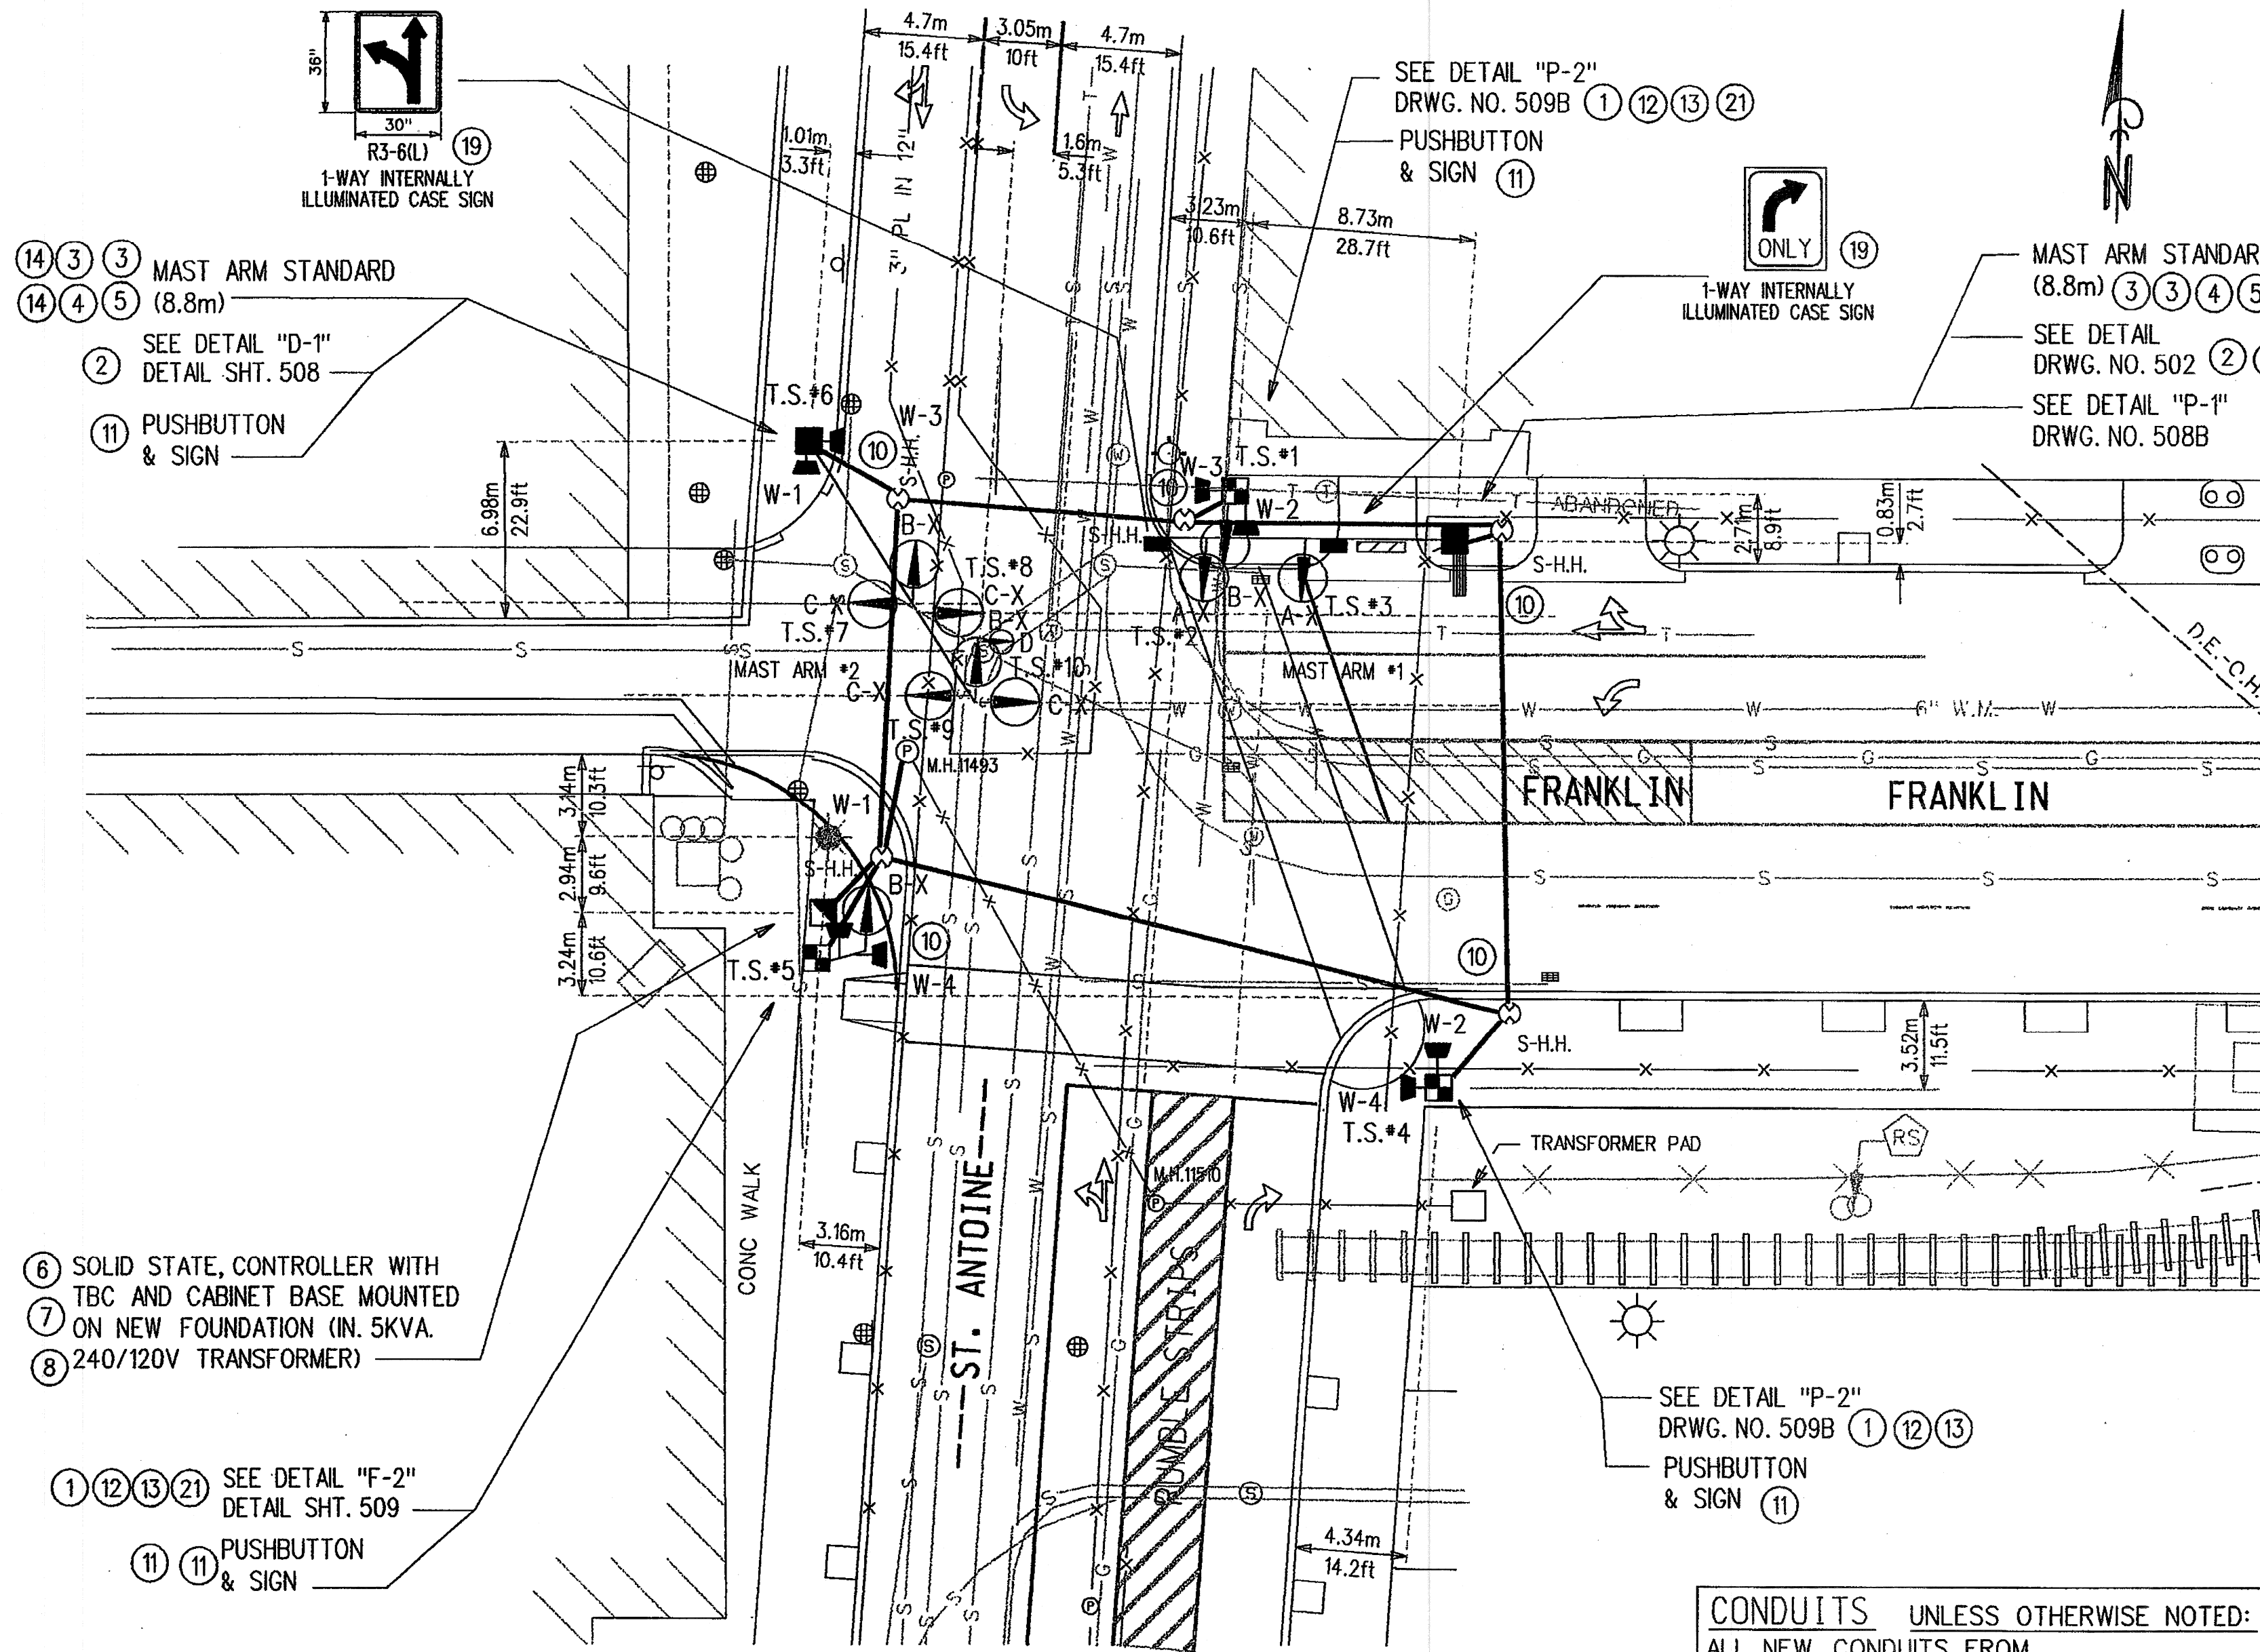 36"
30"
R3-6(L) 19
1-WAY INTERNALLY
ILLUMINATED CASE SIGN
4.7m
15.4ft
3.05m
10ft
4.7m
15.4ft
1.01m
3.3ft
1.6m
5.3ft
3" PL IN 12"
3.23m
10.6ft
8.73m
28.7ft
SEE DETAIL "P-2"
DRWG. NO. 509B 1 12 13 21
PUSHBUTTON
& SIGN 11
N
ONLY 19
1-WAY INTERNALLY
ILLUMINATED CASE SIGN
MAST ARM STANDAR
(8.8m) 3 3 4 5
SEE DETAIL
DRWG. NO. 502 2
SEE DETAIL "P-1"
DRWG. NO. 508B
14 3 3 MAST ARM STANDARD
14 4 5 (8.8m)
2 SEE DETAIL "D-1"
DETAIL SHT. 508
11 PUSHBUTTON
& SIGN
6.98m
22.9ft
T.S.#6
W-3
10
S-H.H.
W-1
W-3
T.S.#1
10
W-2
S-H.H.
T ABANDONED
2.71m
8.9ft
0.83m
2.7ft
S-H.H.
10
B-X
T.S.#8
C-X
B-X
C-X
T.S.#7
D
T.S.#10
MAST ARM #2
C-X
C-X
T.S.#9
T.S.#2
A-X
B-X
A-X
T.S.#3
MAST ARM #1
6" W.M.
D.E.-O.H.
P
M.H.11493
FRANKLIN
FRANKLIN
3.14m
10.3ft
2.94m
9.6ft
3.24m
10.6ft
W-1
S-H.H.
B-X
10
T.S.#5
W-4
10
W-2
S-H.H.
W-4
T.S.#4
3.52m
11.5ft
TRANSFORMER PAD
RS
M.H.11510
P
CONC WALK
3.16m
10.4ft
ST. ANTOINE
RUMBLE STRIPS
6 SOLID STATE, CONTROLLER WITH
7 TBC AND CABINET BASE MOUNTED
ON NEW FOUNDATION (IN. 5KVA.
8 240/120V TRANSFORMER)
1 12 13 21 SEE DETAIL "F-2"
DETAIL SHT. 509
11 11 PUSHBUTTON
& SIGN
SEE DETAIL "P-2"
DRWG. NO. 509B 1 12 13
PUSHBUTTON
& SIGN 11
4.34m
14.2ft
CONDUITS UNLESS OTHERWISE NOTED:
ALL NEW CONDUITS FROM